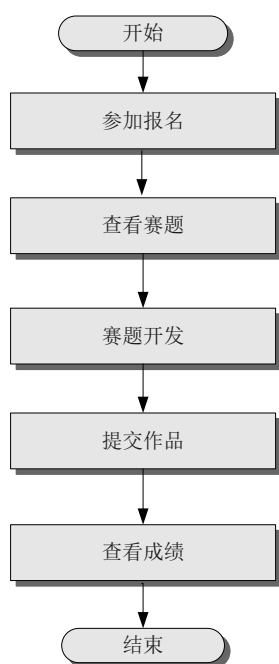 开始
参加报名
查看赛题
赛题开发
提交作品
查看成绩
结束